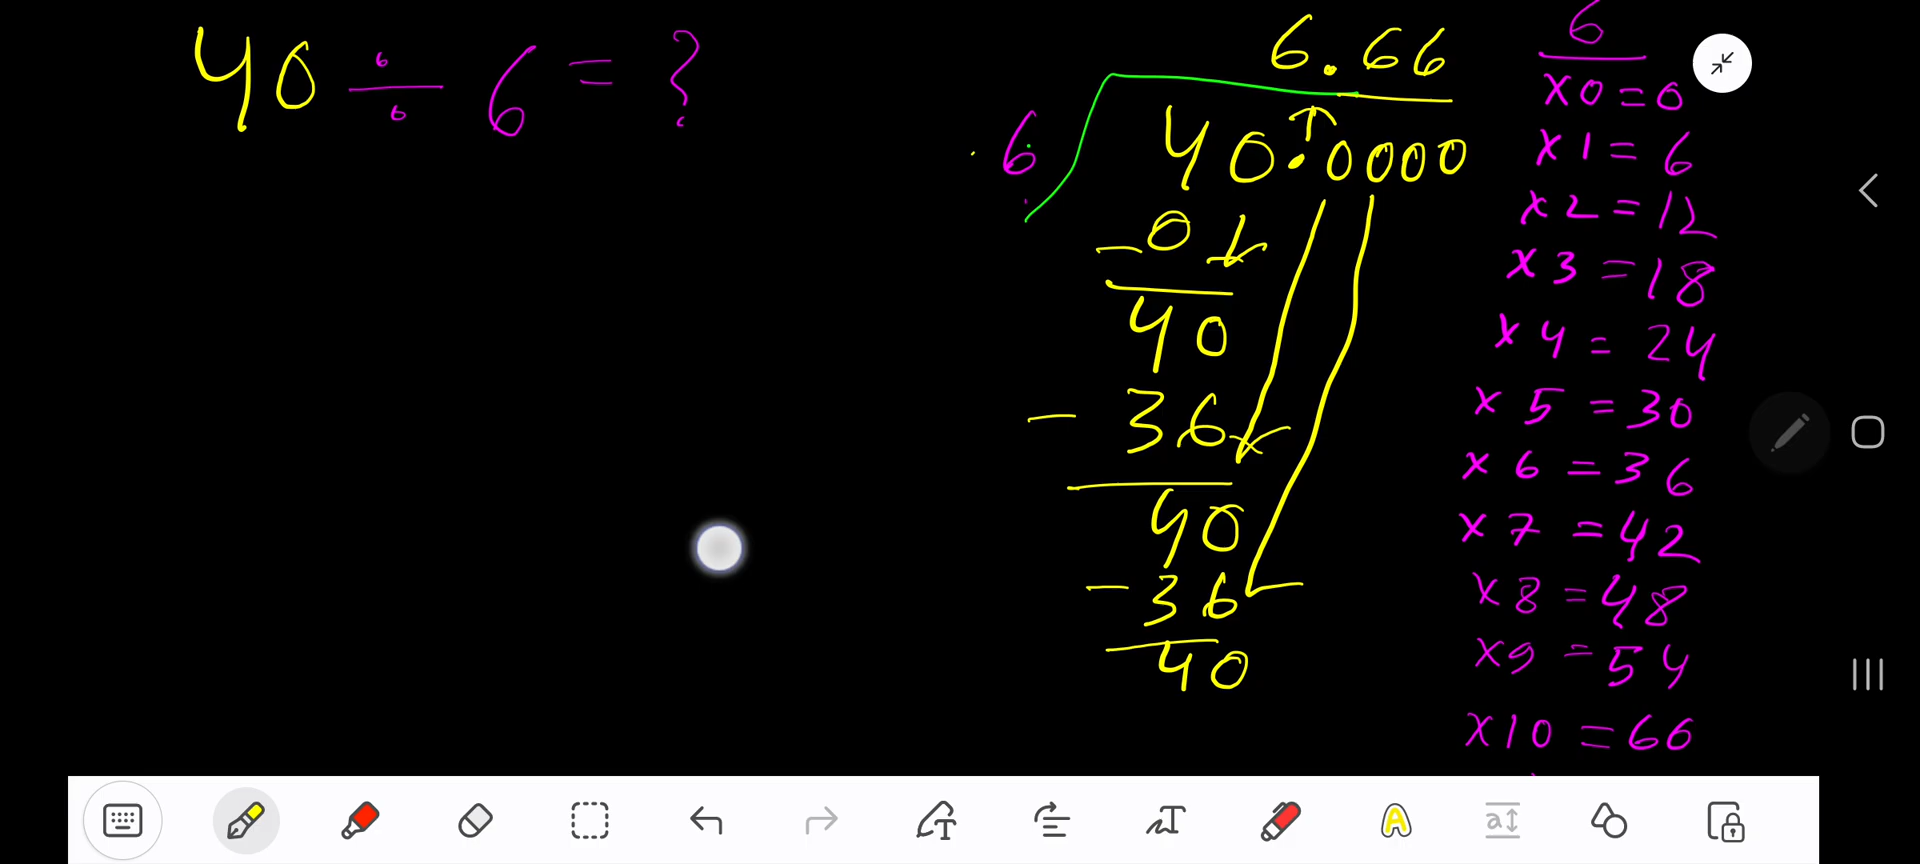 40 ÷ 6 = ?
6.66
6 40.0000
- 0↓
40
- 36
40
- 36
40
6
x0=0
x1=6
x2=12
x3=18
x4=24
x5=30
x6=36
x7=42
x8=48
x9=54
x10=66